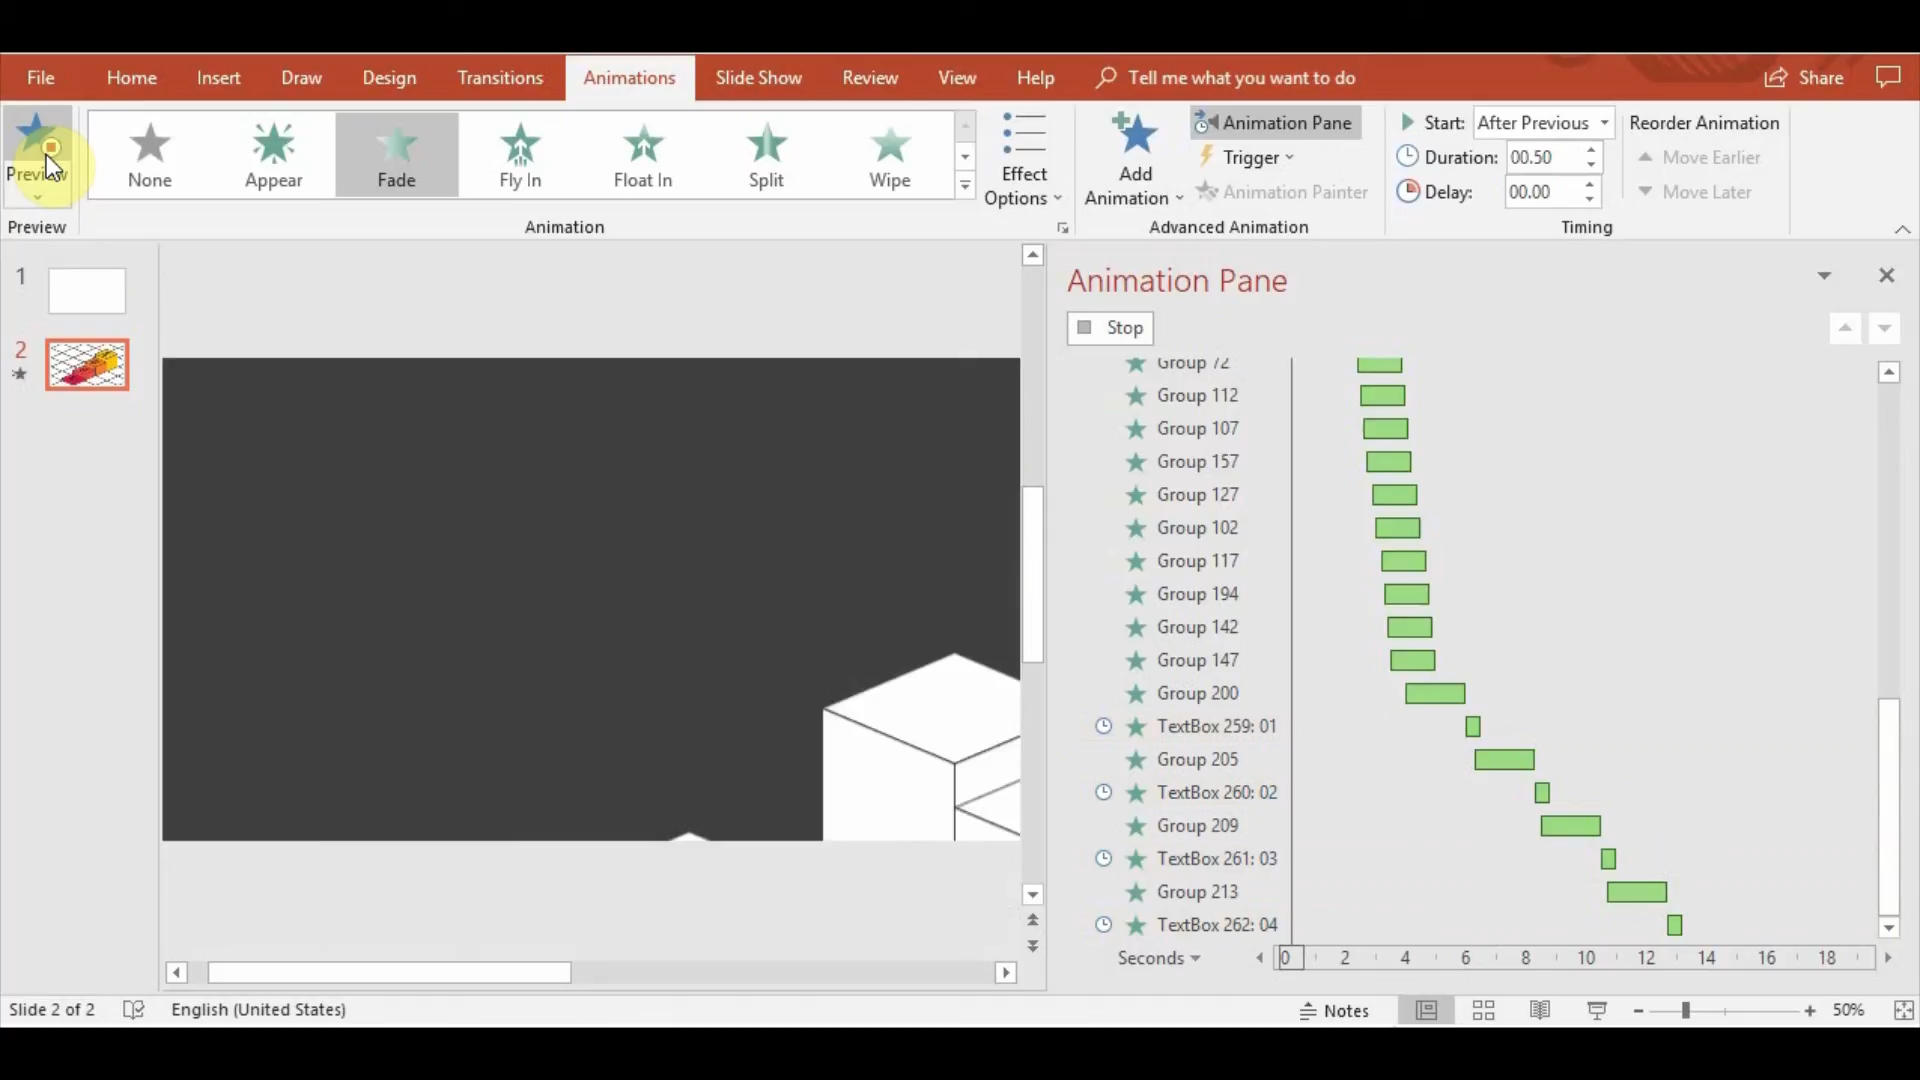 File Home Insert Draw Design Transitions Animations Slide Show Review View Help Tell me what you want to do Share
Preview None Appear Fade Fly In Float In Split Wipe
Effect Options
Add Animation
Animation Pane
Trigger
Animation Painter
Start: After Previous
Duration: 00.50
Delay: 00.00
Reorder Animation
Move Earlier
Move Later
Preview Animation Advanced Animation Timing
1
2
Animation Pane
Stop
Group 72
Group 112
Group 107
Group 157
Group 127
Group 102
Group 117
Group 194
Group 142
Group 147
Group 200
TextBox 259: 01
Group 205
TextBox 260: 02
Group 209
TextBox 261: 03
Group 213
TextBox 262: 04
Seconds 0 2 4 6 8 10 12 14 16 18
Slide 2 of 2 English (United States) Notes 50%